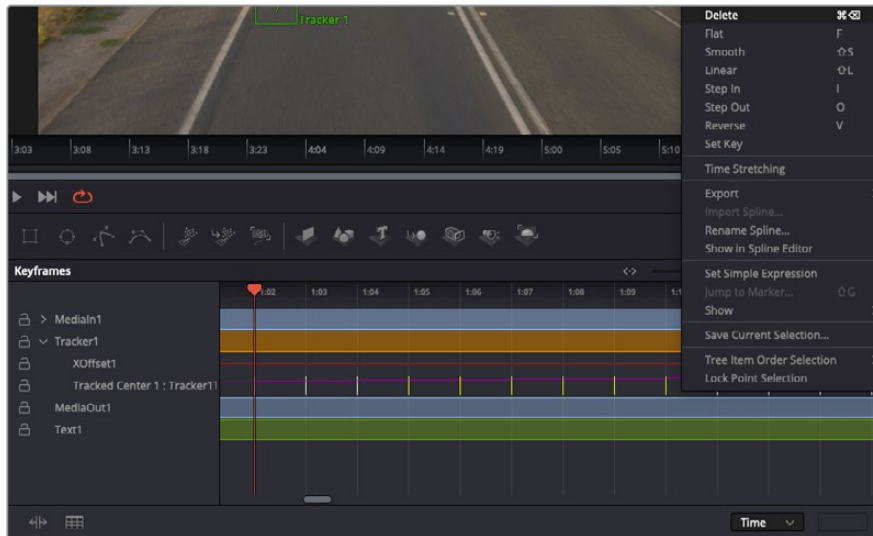 Tracker 1
Delete ⌘⌫
Flat F
Smooth ⇧S
Linear ⇧L
Step In I
Step Out O
Reverse V
Set Key
Time Stretching
Export
Import Spline...
Rename Spline...
Show in Spline Editor
Set Simple Expression
Jump to Marker... ⇧G
Show
Save Current Selection...
Tree Item Order Selection
Lock Point Selection
3:03 3:08 3:13 3:18 3:23 4:04 4:09 4:14 4:19 5:00 5:05 5:10
Keyframes
1:02 1:03 1:04 1:05 1:06 1:07 1:08 1:09
MediaIn1
Tracker1
XOffset1
Tracked Center 1 : Tracker1
MediaOut1
Text1
Time